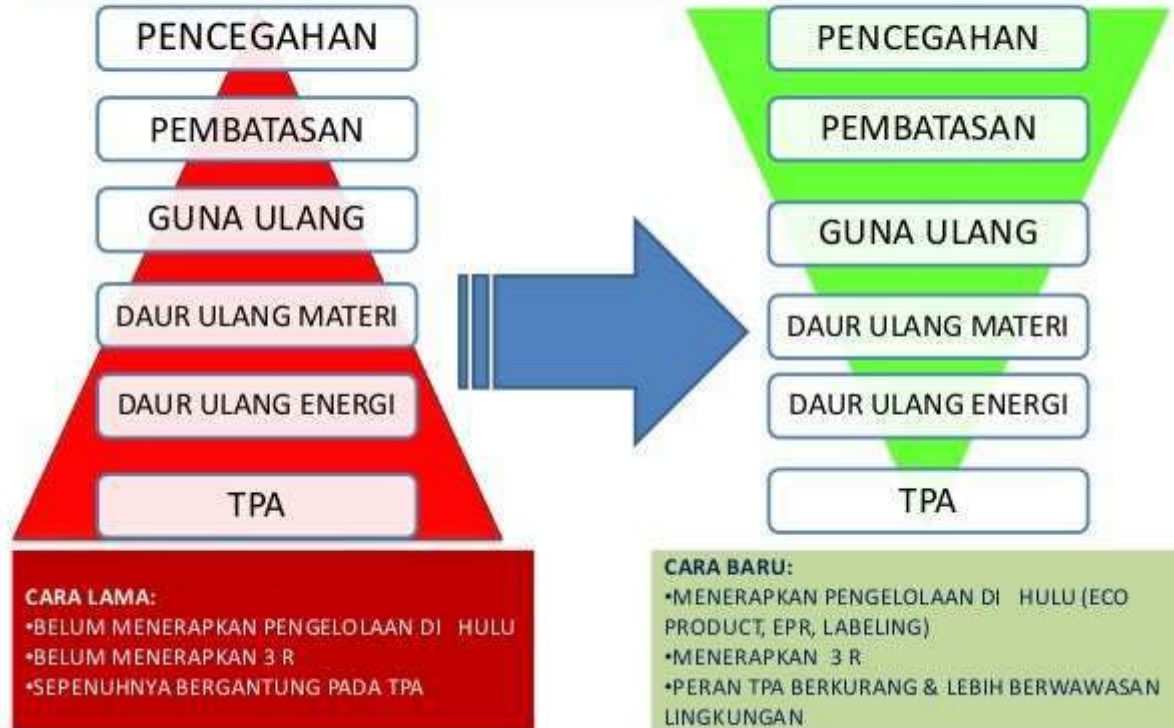 PENCEGAHAN
PEMBATASAN
GUNA ULANG
DAUR ULANG MATERI
DAUR ULANG ENERGI
TPA
CARA LAMA:
•BELUM MENERAPKAN PENGELOLAAN DI HULU
•BELUM MENERAPKAN 3 R
•SEPENUHNYA BERGANTUNG PADA TPA
PENCEGAHAN
PEMBATASAN
GUNA ULANG
DAUR ULANG MATERI
DAUR ULANG ENERGI
TPA
CARA BARU:
•MENERAPKAN PENGELOLAAN DI HULU (ECO
PRODUCT, EPR, LABELING)
•MENERAPKAN 3 R
•PERAN TPA BERKURANG & LEBIH BERWAWASAN
LINGKUNGAN